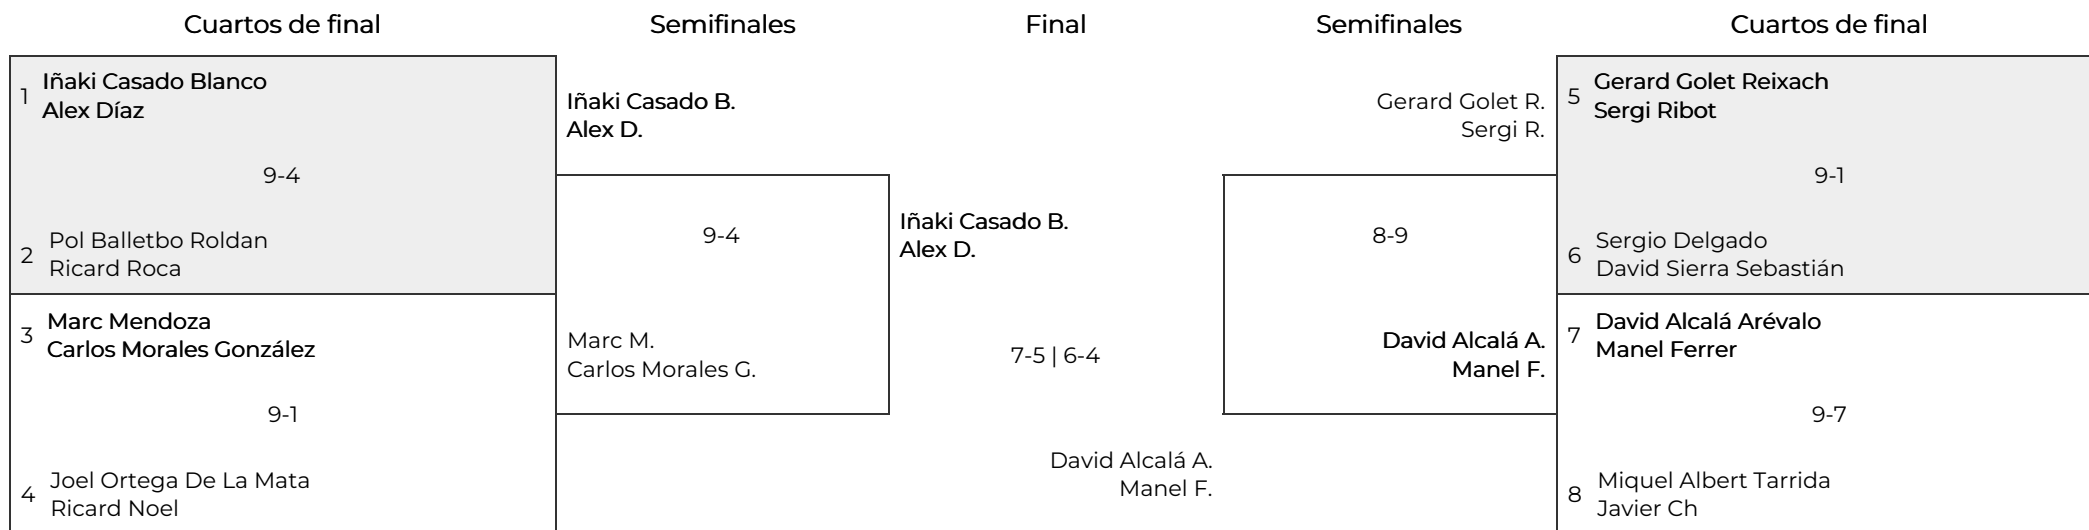 Cuartos de final
Semifinales
Final
Semifinales
Cuartos de final
1
Iñaki Casado Blanco
Alex Díaz
9-4
2
Pol Balletbo Roldan
Ricard Roca
3
Marc Mendoza
Carlos Morales González
9-1
4
Joel Ortega De La Mata
Ricard Noel
Iñaki Casado B.
Alex D.
9-4
Marc M.
Carlos Morales G.
Iñaki Casado B.
Alex D.
7-5 | 6-4
David Alcalá A.
Manel F.
Gerard Golet R.
Sergi R.
8-9
David Alcalá A.
Manel F.
5
Gerard Golet Reixach
Sergi Ribot
9-1
6
Sergio Delgado
David Sierra Sebastián
7
David Alcalá Arévalo
Manel Ferrer
9-7
8
Miquel Albert Tarrida
Javier Ch